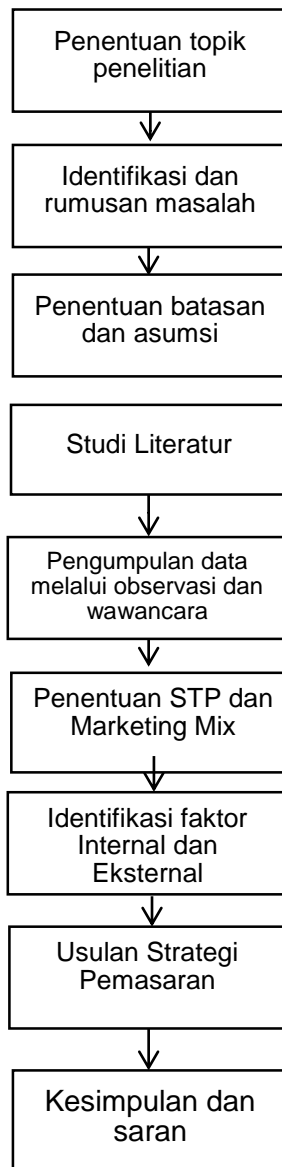 Penentuan topik
penelitian
Identifikasi dan
rumusan masalah
Penentuan batasan
dan asumsi
Studi Literatur
Pengumpulan data
melalui observasi dan
wawancara
Penentuan STP dan
Marketing Mix
Identifikasi faktor
Internal dan
Eksternal
Usulan Strategi
Pemasaran
Kesimpulan dan
saran